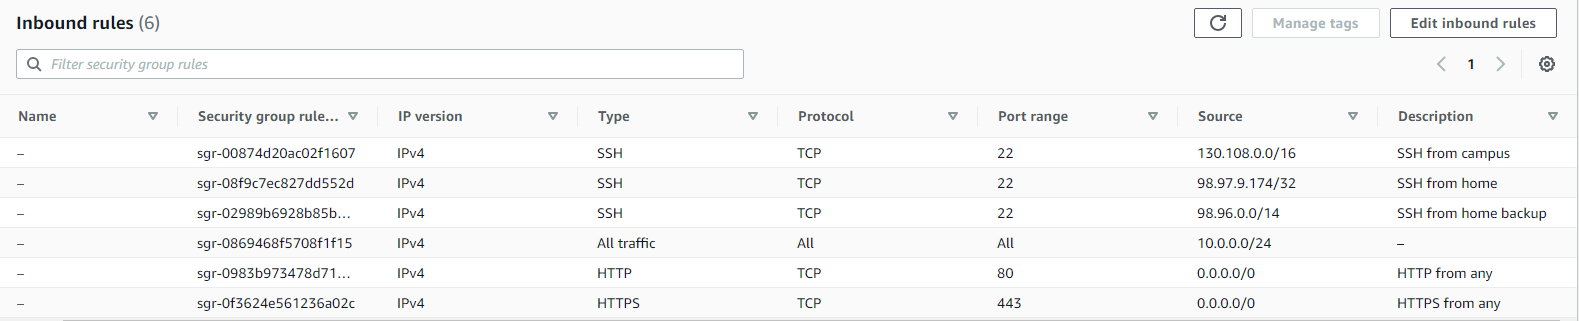 Inbound rules (6)
Manage tags
Edit inbound rules
Filter security group rules
1
Name Security group rule... IP version Type Protocol Port range Source Description
– sgr-00874d20ac02f1607 IPv4 SSH TCP 22 130.108.0.0/16 SSH from campus
– sgr-08f9c7ec827dd552d IPv4 SSH TCP 22 98.97.9.174/32 SSH from home
– sgr-02989b6928b85b... IPv4 SSH TCP 22 98.96.0.0/14 SSH from home backup
– sgr-0869468f5708f1f15 IPv4 All traffic All All 10.0.0.0/24 –
– sgr-0983b973478d71... IPv4 HTTP TCP 80 0.0.0.0/0 HTTP from any
– sgr-0f3624e561236a02c IPv4 HTTPS TCP 443 0.0.0.0/0 HTTPS from any